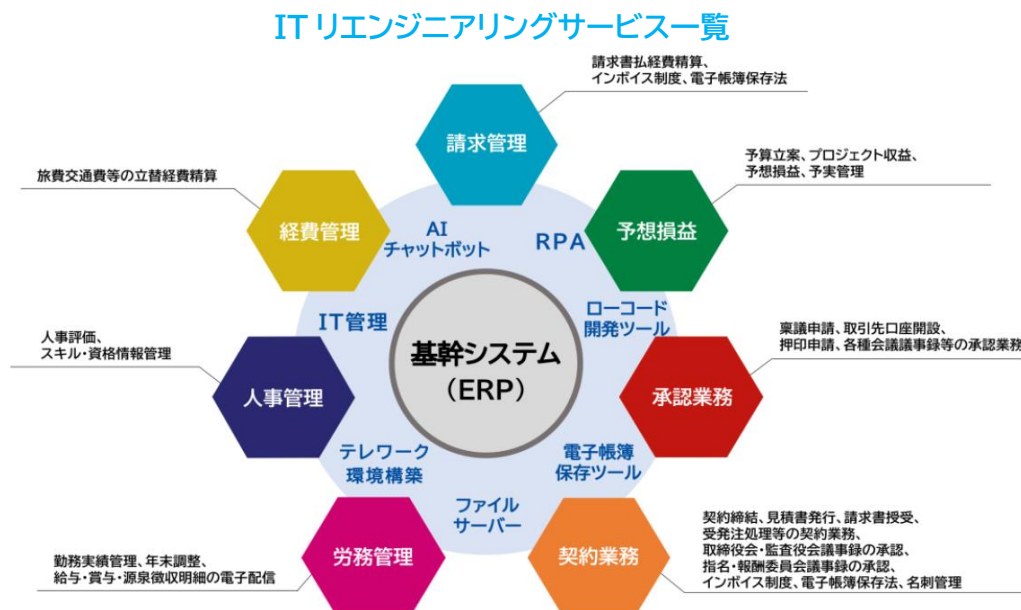 ITリエンジニアリングサービス一覧
請求書払経費精算、
インボイス制度、電子帳簿保存法
請求管理
旅費交通費等の立替経費精算
経費管理
予算立案、プロジェクト収益、
予想損益、予実管理
予想損益
AI
チャットボット
RPA
IT管理
ローコード
開発ツール
基幹システム
(ERP)
人事評価、
スキル・資格情報管理
人事管理
稟議申請、取引先口座開設、
押印申請、各種会議議事録等の承認業務
承認業務
テレワーク
環境構築
電子帳簿
保存ツール
ファイル
サーバー
勤務実績管理、年末調整、
給与・賞与・源泉徴収明細の電子配信
労務管理
契約業務
契約締結、見積書発行、請求書授受、
受発注処理等の契約業務、
取締役会・監査役会議事録の承認、
指名・報酬委員会議事録の承認、
インボイス制度、電子帳簿保存法、名刺管理